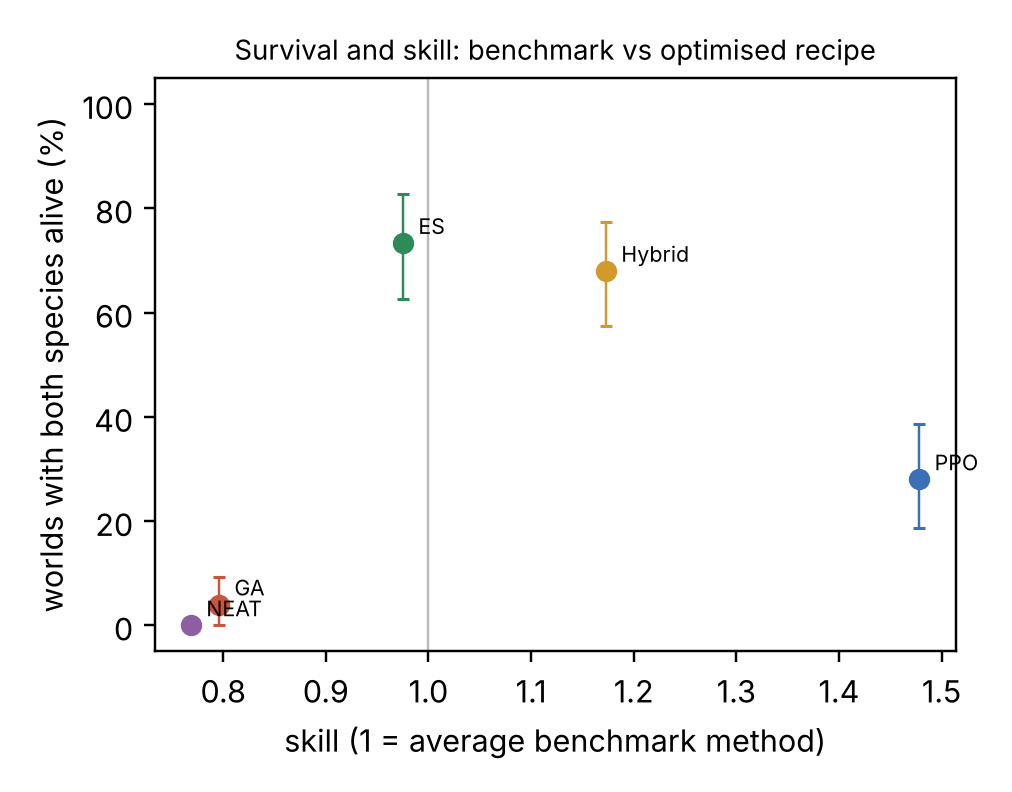 Survival and skill: benchmark vs optimised recipe
worlds with both species alive (%)
100
80
60
40
20
0
ES
Hybrid
PPO
GA
NEAT
0.8 0.9 1.0 1.1 1.2 1.3 1.4 1.5
skill (1 = average benchmark method)